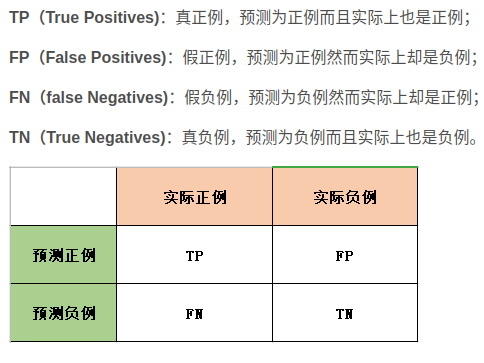 TP（True Positives)：真正例，预测为正例而且实际上也是正例；
FP（False Positives)：假正例，预测为正例然而实际上却是负例；
FN（false Negatives)：假负例，预测为负例然而实际上却是正例；
TN（True Negatives)：真负例，预测为负例而且实际上也是负例。
实际正例 实际负例
预测正例 TP FP
预测负例 FN TN